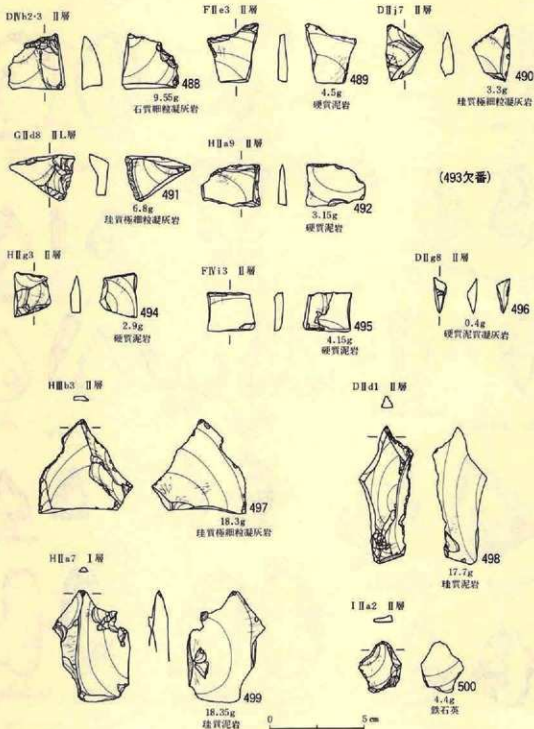 DⅣh2-3 Ⅱ層
488
9.55g
石質細粒凝灰岩
FⅡe3 Ⅱ層
489
4.5g
硬質泥岩
DⅡj7 Ⅱ層
490
3.3g
珪質極細粒凝灰岩
GⅡd8 ⅡL層
491
6.8g
珪質極細粒凝灰岩
HⅡa9 Ⅱ層
492
3.15g
硬質泥岩
(493欠番)
HⅡg3 Ⅱ層
494
2.9g
硬質泥岩
FⅣi3 Ⅱ層
495
4.15g
硬質泥岩
DⅡg8 Ⅱ層
496
0.4g
硬質泥質凝灰岩
HⅢb3 Ⅱ層
497
18.3g
珪質極細粒凝灰岩
DⅡd1 Ⅱ層
498
17.7g
珪質泥岩
HⅡa7 Ⅰ層
499
18.35g
珪質泥岩
ⅠⅡa2 Ⅱ層
500
4.4g
鉄石英
0 5cm